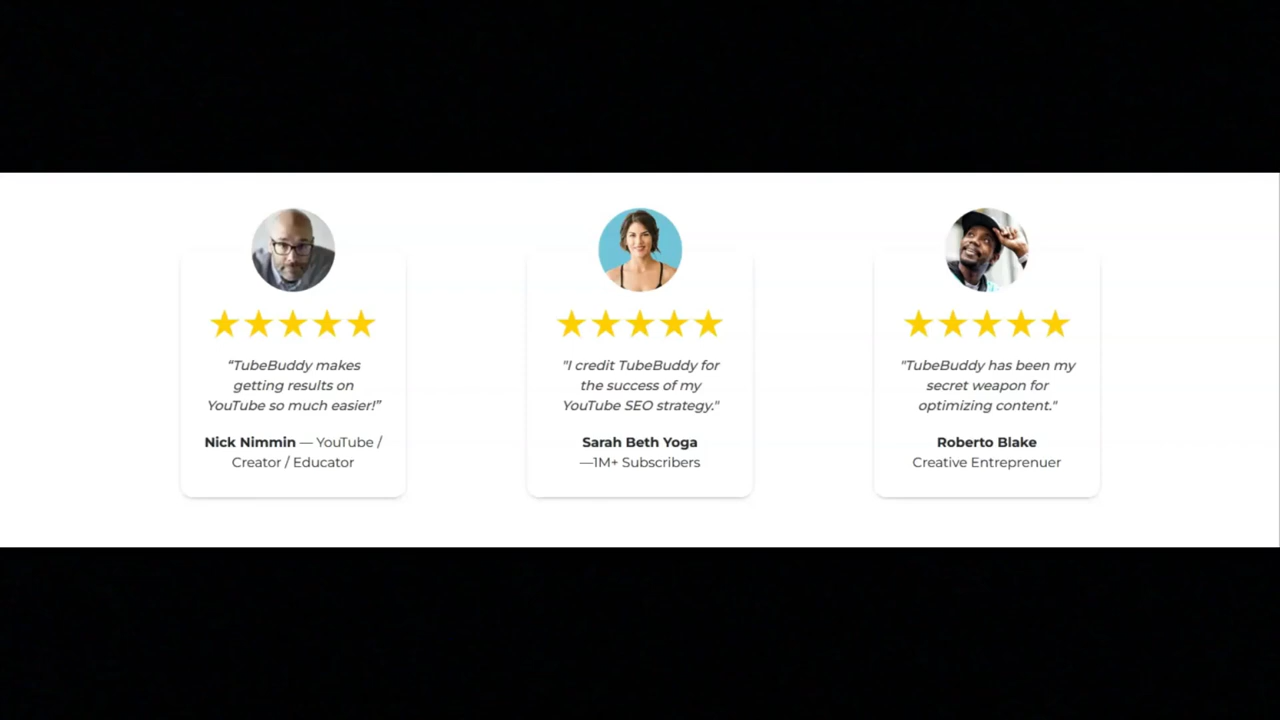 “TubeBuddy makes
getting results on
YouTube so much easier!”
Nick Nimmin — YouTube /
Creator / Educator
"I credit TubeBuddy for
the success of my
YouTube SEO strategy."
Sarah Beth Yoga
—1M+ Subscribers
"TubeBuddy has been my
secret weapon for
optimizing content."
Roberto Blake
Creative Entreprenuer